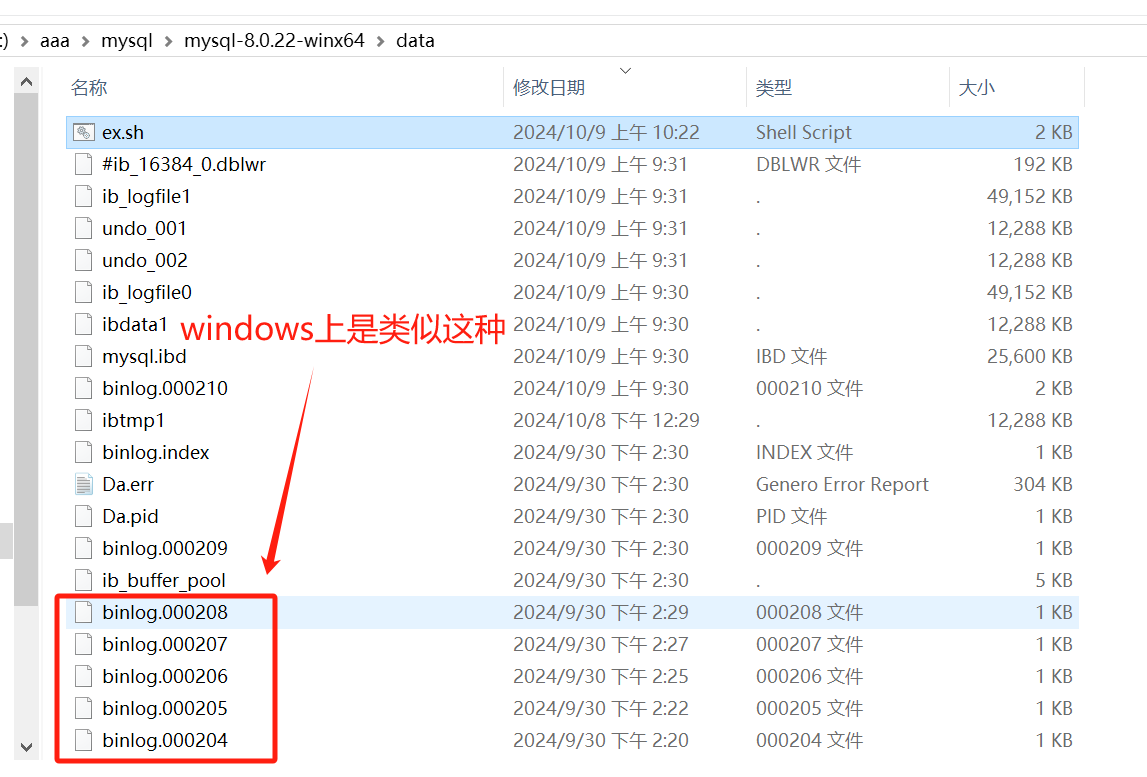 :) > aaa > mysql > mysql-8.0.22-winx64 > data
名称 修改日期 类型 大小
ex.sh 2024/10/9 上午 10:22 Shell Script 2 KB
#ib_16384_0.dblwr 2024/10/9 上午 9:31 DBLWR 文件 192 KB
ib_logfile1 2024/10/9 上午 9:31 . 49,152 KB
undo_001 2024/10/9 上午 9:31 . 12,288 KB
undo_002 2024/10/9 上午 9:31 . 12,288 KB
ib_logfile0 2024/10/9 上午 9:30 . 49,152 KB
ibdata1 2024/10/9 上午 9:30 . 12,288 KB
windows上是类似这种
mysql.ibd 2024/10/9 上午 9:30 IBD 文件 25,600 KB
binlog.000210 2024/10/9 上午 9:30 000210 文件 2 KB
ibtmp1 2024/10/8 下午 12:29 . 12,288 KB
binlog.index 2024/9/30 下午 2:30 INDEX 文件 1 KB
Da.err 2024/9/30 下午 2:30 Genero Error Report 304 KB
Da.pid 2024/9/30 下午 2:30 PID 文件 1 KB
binlog.000209 2024/9/30 下午 2:30 000209 文件 1 KB
ib_buffer_pool 2024/9/30 下午 2:30 . 5 KB
binlog.000208 2024/9/30 下午 2:29 000208 文件 1 KB
binlog.000207 2024/9/30 下午 2:27 000207 文件 1 KB
binlog.000206 2024/9/30 下午 2:25 000206 文件 1 KB
binlog.000205 2024/9/30 下午 2:22 000205 文件 1 KB
binlog.000204 2024/9/30 下午 2:20 000204 文件 1 KB